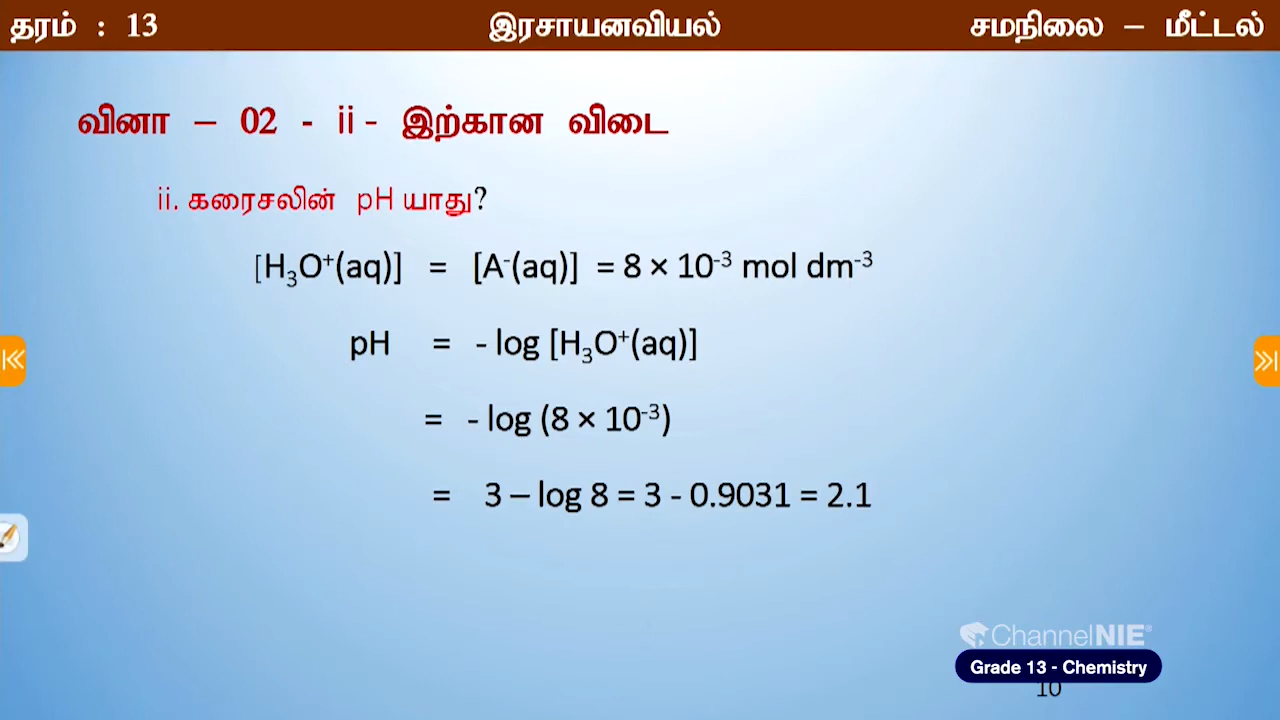 தரம் : 13 இரசாயனவியல் சமநிலை – மீட்டல்
வினா – 02 - ii - இற்கான விடை
ii. கரைசலின் pH யாது?
[H₃O⁺(aq)] = [A⁻(aq)] = 8 × 10⁻³ mol dm⁻³
pH = - log [H₃O⁺(aq)]
= - log (8 × 10⁻³)
= 3 – log 8 = 3 - 0.9031 = 2.1
ChannelNIE®
Grade 13 - Chemistry
10